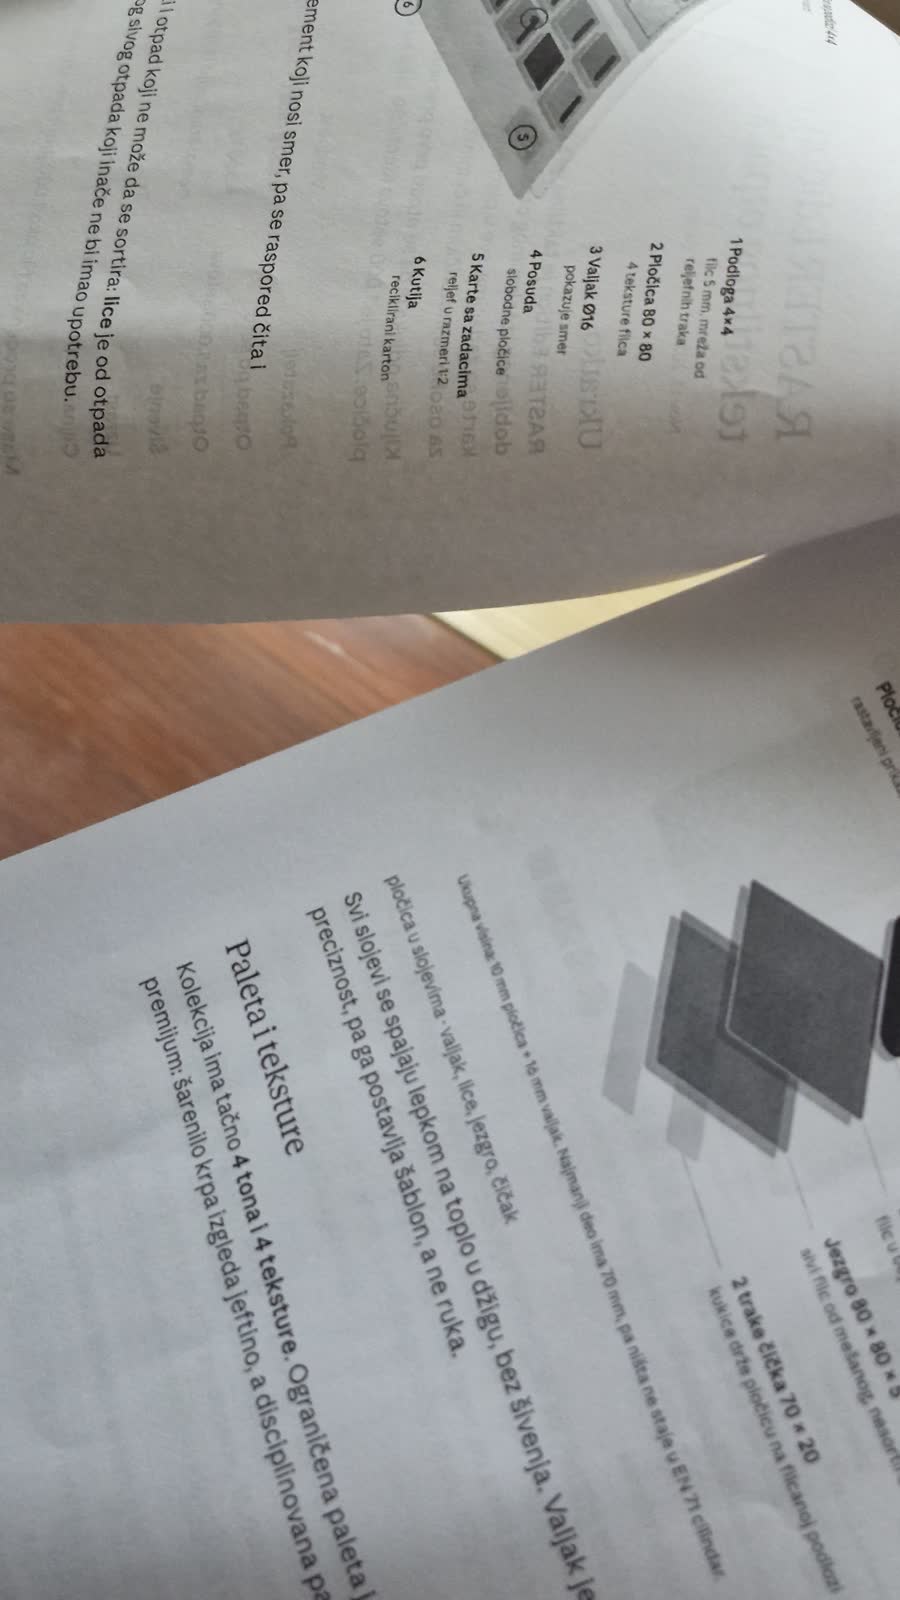 1 Podloga 4×4
filc 5 mm, mreža od
reljefnih traka
2 Pločica 80 × 80
4 teksture filca
3 Valjak Ø16
pokazuje smer
4 Posuda
slobodne pločice
5 Karte sa zadacima
reljef u razmeri 1:2
6 Kutija
reciklirani karton
5
6
koji nosi smer, pa se raspored čita i
otpad koji ne može da se sortira: lice je od otpada
sivog otpada koji inače ne bi imao upotrebu.
rastavljeni
Jezgro 80 × 80 × 5
sivi filc od mešanog,
2 trake čička 70 × 20
kukice drže pločicu na filcanoj podlozi
Ukupna visina: 10 mm pločica + 16 mm valjak. Najmanji deo ima 70 mm, pa ništa ne staje u EN 71 cilindar.
pločica u slojevima - valjak, lice, jezgro, čičak
Svi slojevi se spajaju lepkom na toplo u džigu, bez šivenja. Valjak je
preciznost, pa ga postavlja šablon, a ne ruka.
Paleta i teksture
Kolekcija ima tačno 4 tona i 4 teksture. Ograničena paleta
premijum: šarenilo krpa izgleda jeftino, a disciplinovana